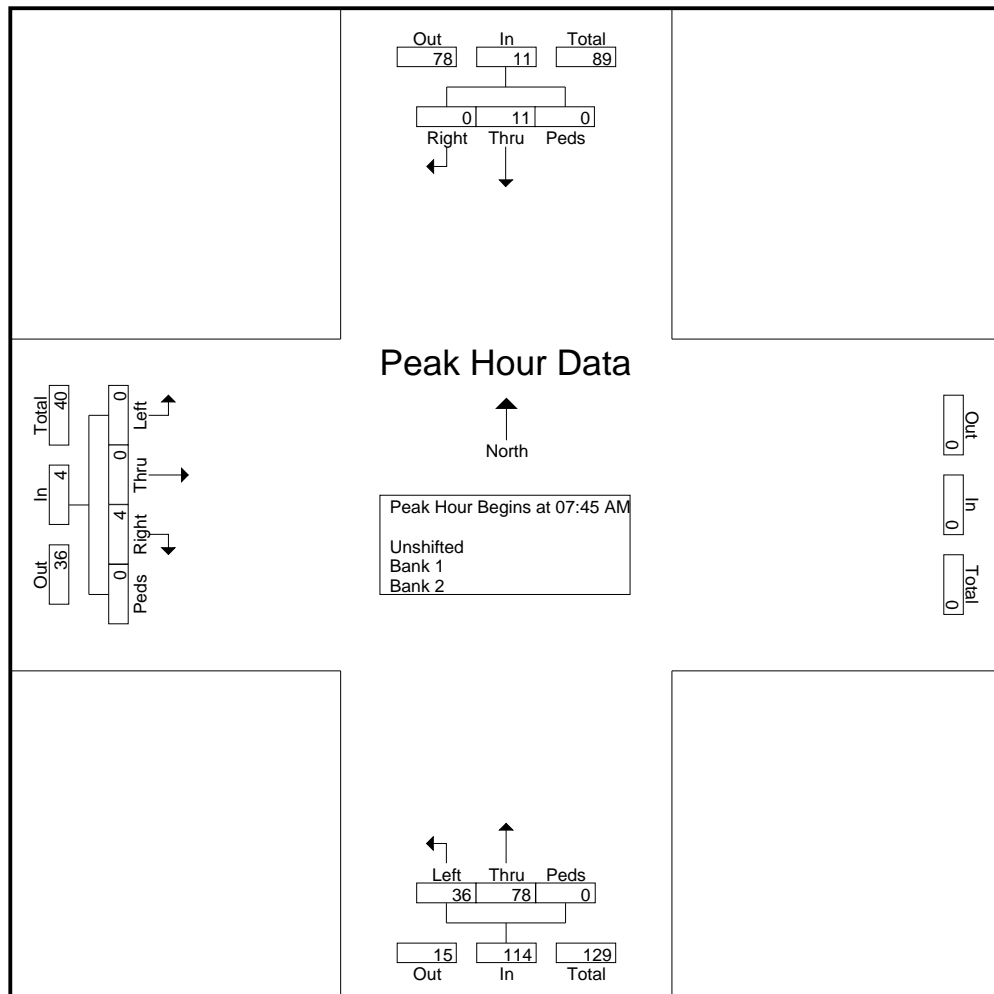 Out In Total
78 11 89
0 11 0
Right Thru Peds
Peak Hour Data
North
Peak Hour Begins at 07:45 AM
Unshifted
Bank 1
Bank 2
Total 40
In 4
Out 36
0 Left
0 Thru
4 Right
0 Peds
Out 0
In 0
Total 0
Left Thru Peds
36 78 0
15 114 129
Out In Total